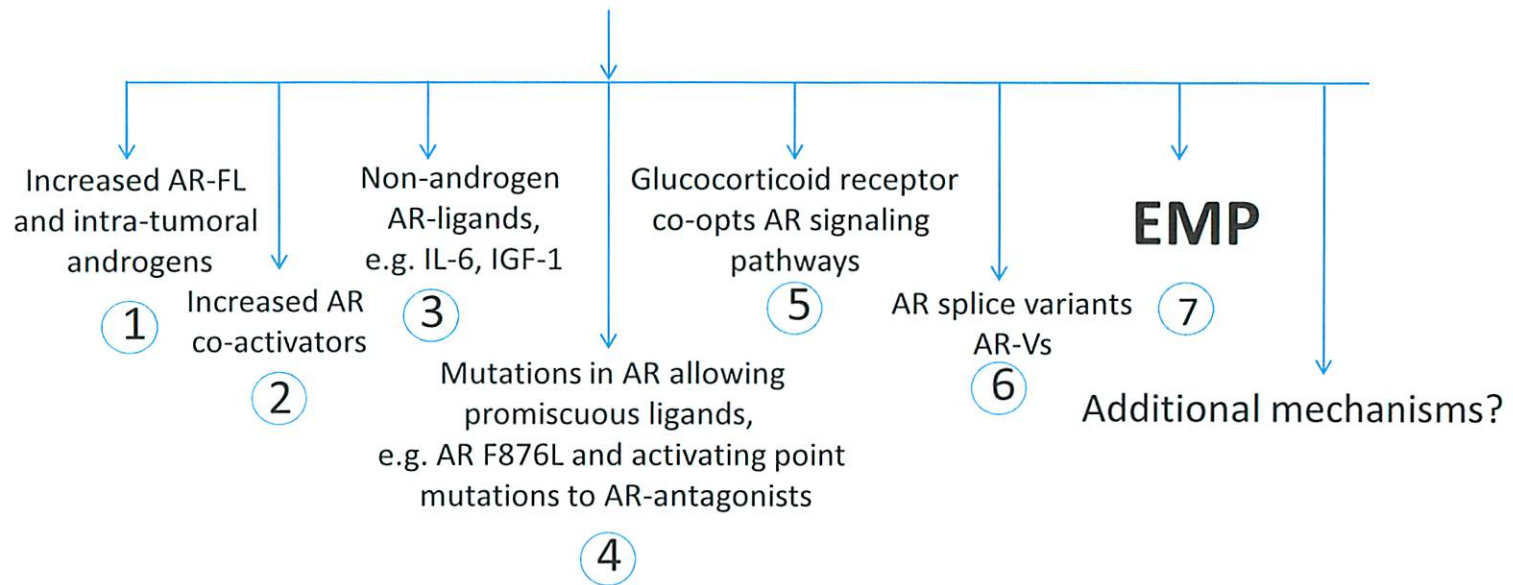 Increased AR-FL
and intra-tumoral
androgens
1
Increased AR
co-activators
2
Non-androgen
AR-ligands,
e.g. IL-6, IGF-1
3
Mutations in AR allowing
promiscuous ligands,
e.g. AR F876L and activating point
mutations to AR-antagonists
4
Glucocorticoid receptor
co-opts AR signaling
pathways
5
AR splice variants
AR-Vs
6
EMP
7
Additional mechanisms?